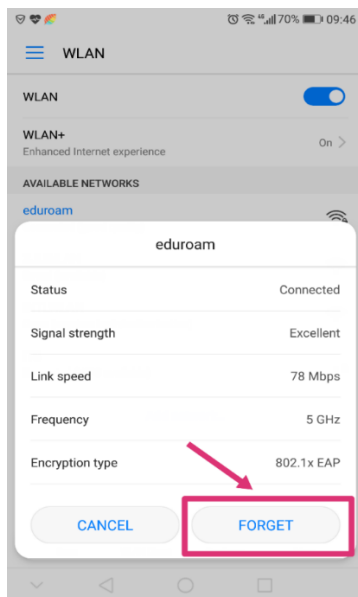 70% 09:46
WLAN
WLAN
WLAN+
Enhanced Internet experience
On
AVAILABLE NETWORKS
eduroam
eduroam
Status Connected
Signal strength Excellent
Link speed 78 Mbps
Frequency 5 GHz
Encryption type 802.1x EAP
CANCEL FORGET